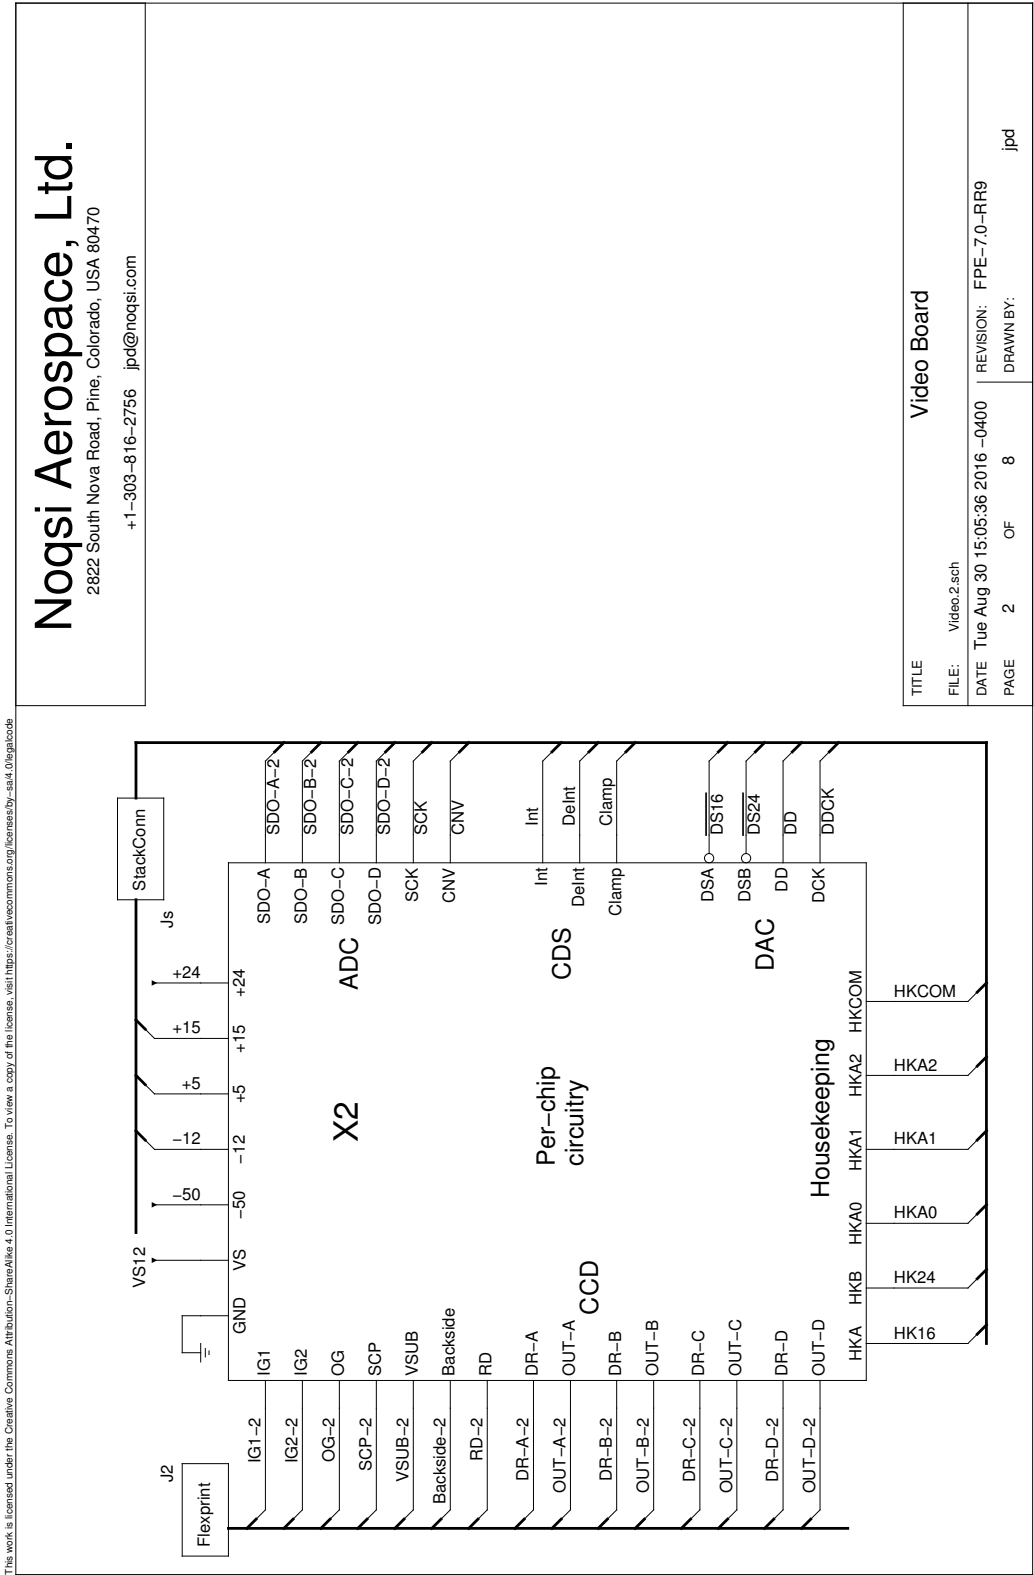 This work is licensed under the Creative Commons Attribution−ShareAlike 4.0 International License. To view a copy of the license, visit https://creativecommons.org/licenses/by−sa/4.0/legalcode
Noqsi Aerospace, Ltd.
2822 South Nova Road, Pine, Colorado, USA 80470
+1−303−816−2756 jpd@noqsi.com
J2
Flexprint
VS12
−50
−12
+5
+15
+24
Js
StackConn
GND
VS
−50
−12
+5
+15
+24
IG1−2
IG1
IG2−2
IG2
OG−2
OG
SCP−2
SCP
VSUB−2
VSUB
Backside−2
Backside
RD−2
RD
DR−A−2
DR−A
OUT−A−2
OUT−A
DR−B−2
DR−B
OUT−B−2
OUT−B
DR−C−2
DR−C
OUT−C−2
OUT−C
DR−D−2
DR−D
OUT−D−2
OUT−D
X2
Per−chip
circuitry
CCD
ADC
CDS
DAC
Housekeeping
SDO−A
SDO−A−2
SDO−B
SDO−B−2
SDO−C
SDO−C−2
SDO−D
SDO−D−2
SCK
SCK
CNV
CNV
Int
Int
DeInt
DeInt
Clamp
Clamp
DSA
DS16
DSB
DS24
DD
DD
DCK
DDCK
HKA
HKB
HKA0
HKA1
HKA2
HKCOM
HK16
HK24
HKA0
HKA1
HKA2
HKCOM
TITLE
Video Board
FILE: Video.2.sch
DATE Tue Aug 30 15:05:36 2016 −0400
REVISION: FPE−7.0−RR9
PAGE 2 OF 8
DRAWN BY: jpd